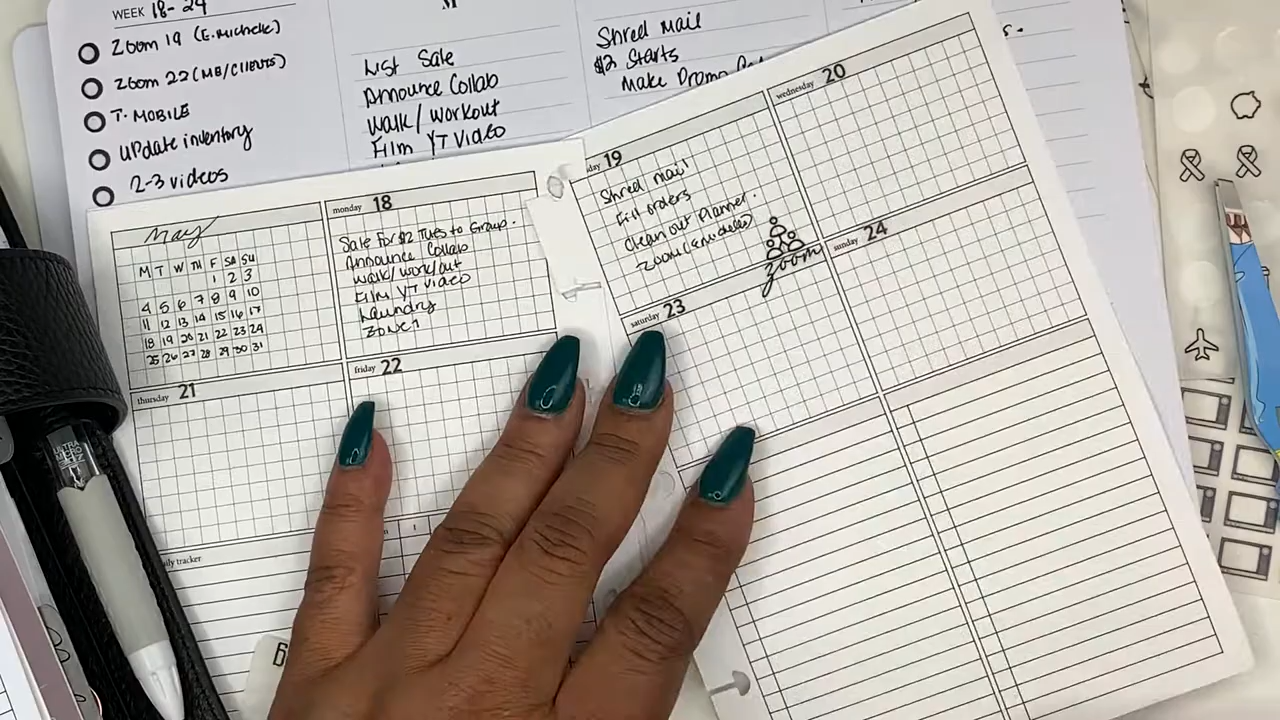 WEEK 18-24
Zoom 19 (E.Michelle)
Zoom 22 (MB/Clients)
T. MOBILE
update inventory
2-3 videos
List Sale
Announce Collab
Walk/Workout
Film YT Video
Shred Mail
$2 Starts
Make Promo
May
M T W TH F SA SU
1 2 3
4 5 6 7 8 9 10
11 12 13 14 15 16 17
18 19 20 21 22 23 24
25 26 27 28 29 30 31
monday 18
Sale for $2 Tues to Group.
Announce Collab
Walk/workout
Film YT Video
Laundry
Zone 1
thursday 21
friday 22
ily tracker
day 19
Shred mail
Fill orders
Clean out Planner.
zoom
wednesday 20
saturday 23
sunday 24